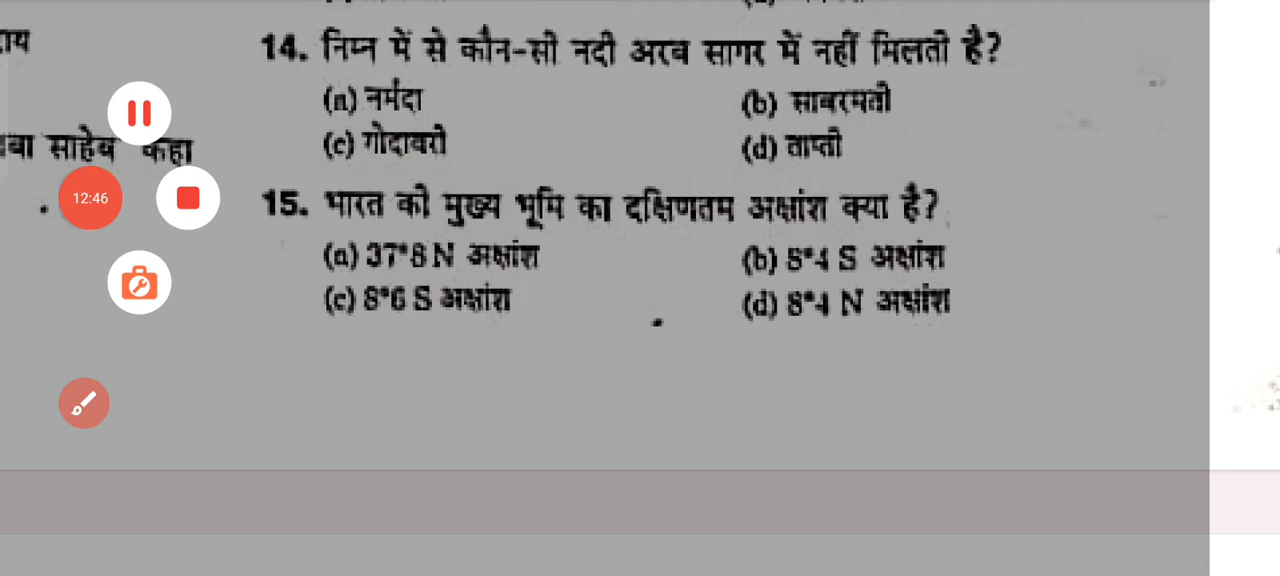 14. निम्न में से कौन-सी नदी अरब सागर में नहीं मिलती है?
(a) नर्मदा (b) साबरमती
(c) गोदावरी (d) ताप्ती
साहेब कहा
12:46
15. भारत की मुख्य भूमि का दक्षिणतम अक्षांश क्या है?
(a) 37°8 N अक्षांश (b) 8°4 S अक्षांश
(c) 8°6 S अक्षांश (d) 8°4 N अक्षांश